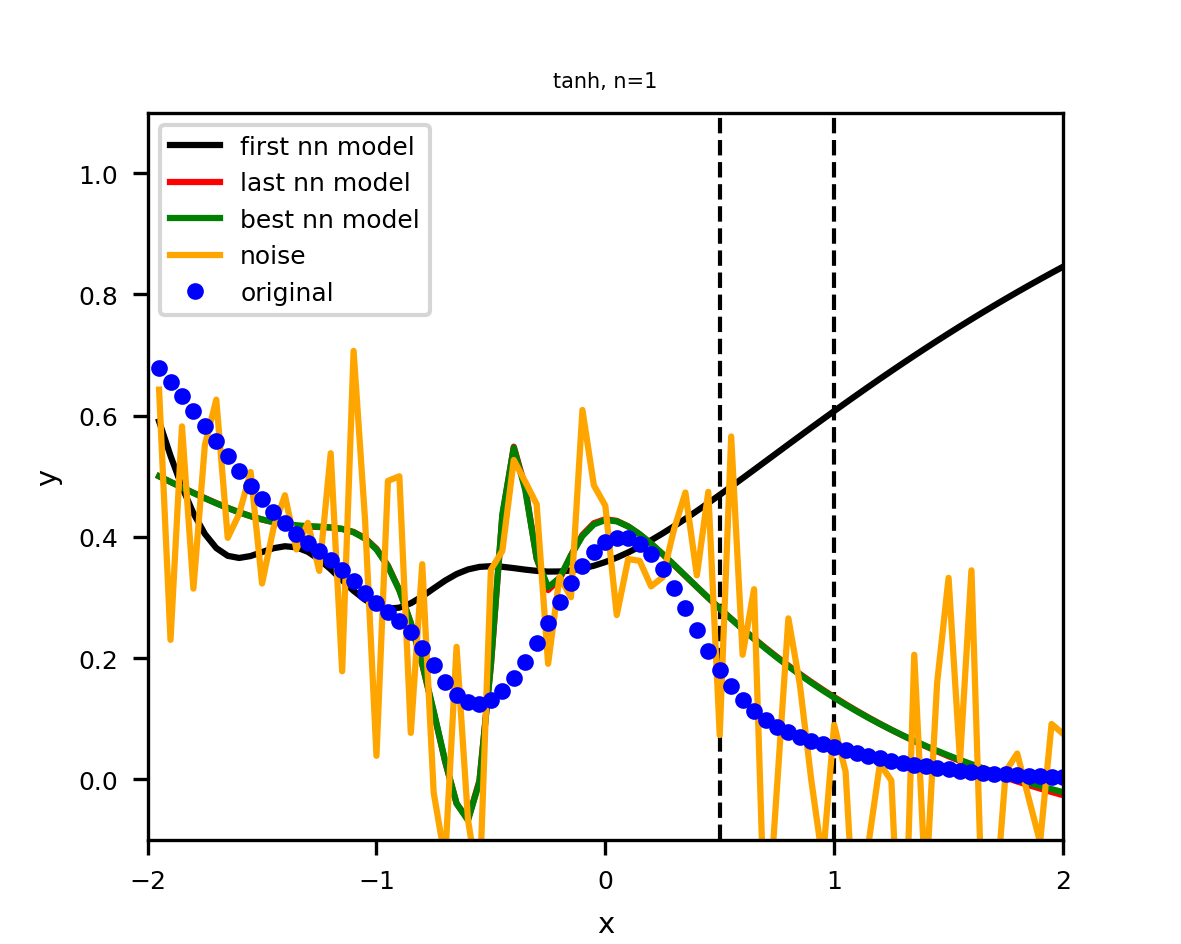 tanh, n=1
first nn model
last nn model
best nn model
noise
original
1.0
0.8
0.6
0.4
0.2
0.0
y
−2
−1
0
1
2
x